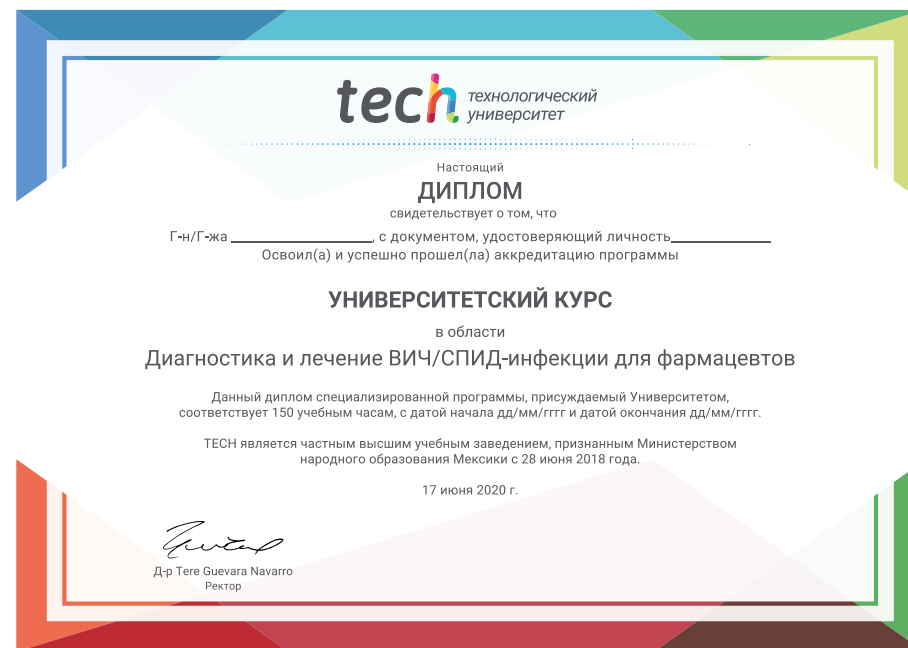 tech технологический
университет
Настоящий
ДИПЛОМ
свидетельствует о том, что
Г-н/Г-жа ________________, с документом, удостоверяющий личность____________
Освоил(а) и успешно прошел(ла) аккредитацию программы
УНИВЕРСИТЕТСКИЙ КУРС
в области
Диагностика и лечение ВИЧ/СПИД-инфекции для фармацевтов
Данный диплом специализированной программы, присуждаемый Университетом,
соответствует 150 учебным часам, с датой начала дд/мм/гггг и датой окончания дд/мм/гггг.
TECH является частным высшим учебным заведением, признанным Министерством
народного образования Мексики с 28 июня 2018 года.
17 июня 2020 г.
Д-р Tere Guevara Navarro
Ректор